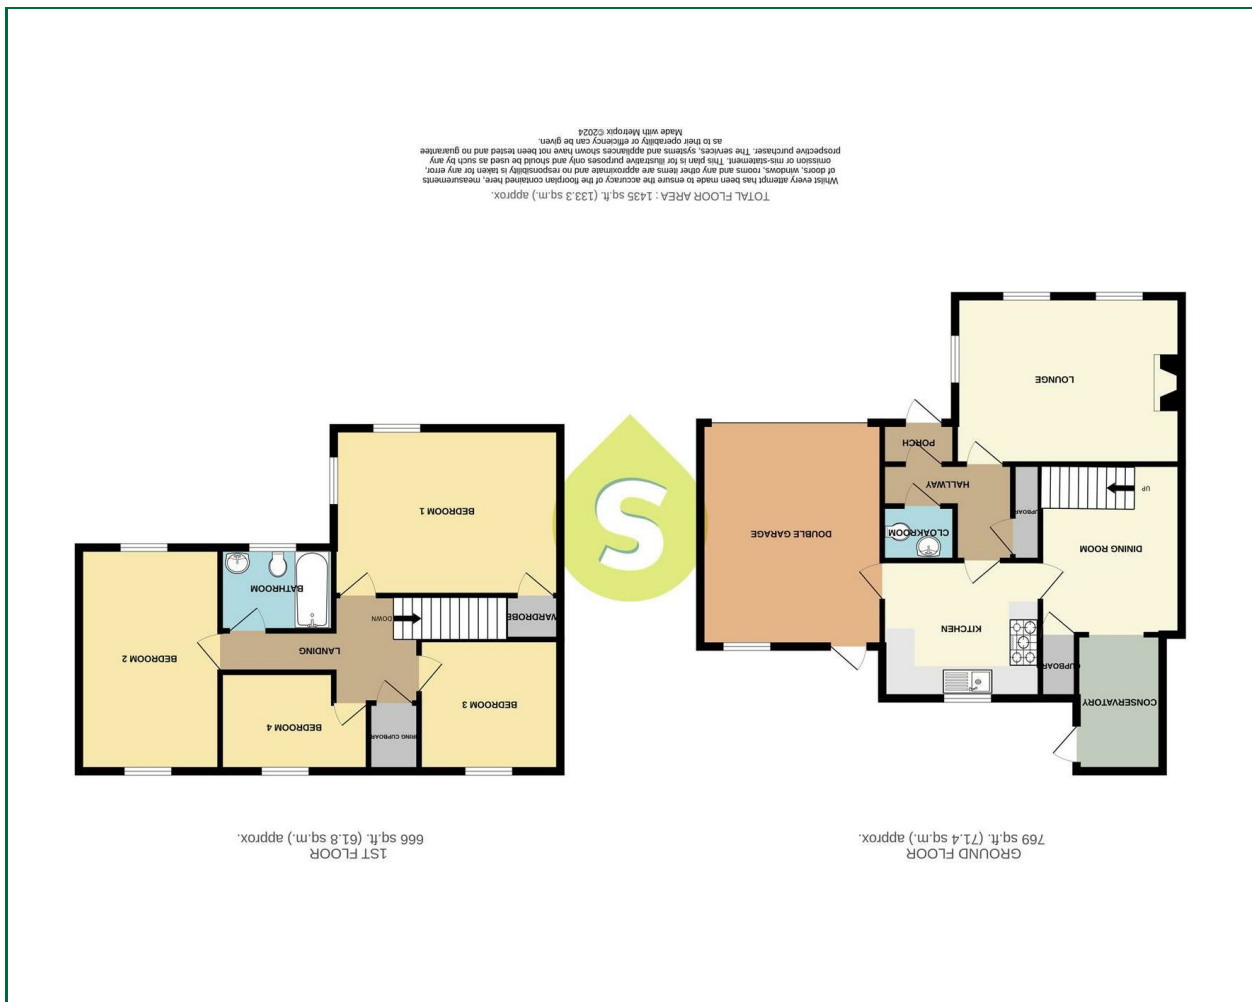 GROUND FLOOR
769 sq.ft. (71.4 sq.m.) approx.
CONSERVATORY
CUPBOARD
KITCHEN
DINING ROOM
DOUBLE GARAGE
CLOAKROOM
UPBOAR
UP
HALLWAY
PORCH
LOUNGE
1ST FLOOR
666 sq.ft. (61.8 sq.m.) approx.
BEDROOM 3
RING CUPBOAR
BEDROOM 4
BEDROOM 2
LANDING
DOWN
WARDROBE
BATHROOM
BEDROOM 1
S
TOTAL FLOOR AREA : 1435 sq.ft. (133.3 sq.m.) approx.
Whilst every attempt has been made to ensure the accuracy of the floorplan contained here, measurements
of doors, windows, rooms and any other items are approximate and no responsibility is taken for any error,
omission or mis-statement. This plan is for illustrative purposes only and should be used as such by any
prospective purchaser. The services, systems and appliances shown have not been tested and no guarantee
as to their operability or efficiency can be given.
Made with Metropix ©2024